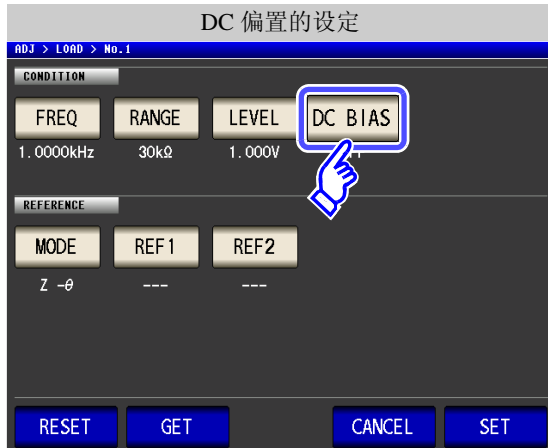 DC 偏置的设定
ADJ > LOAD > No.1
CONDITION
FREQ RANGE LEVEL DC BIAS
1.0000kHz 30kΩ 1.000V
REFERENCE
MODE REF1 REF2
Z -θ --- ---
RESET GET CANCEL SET